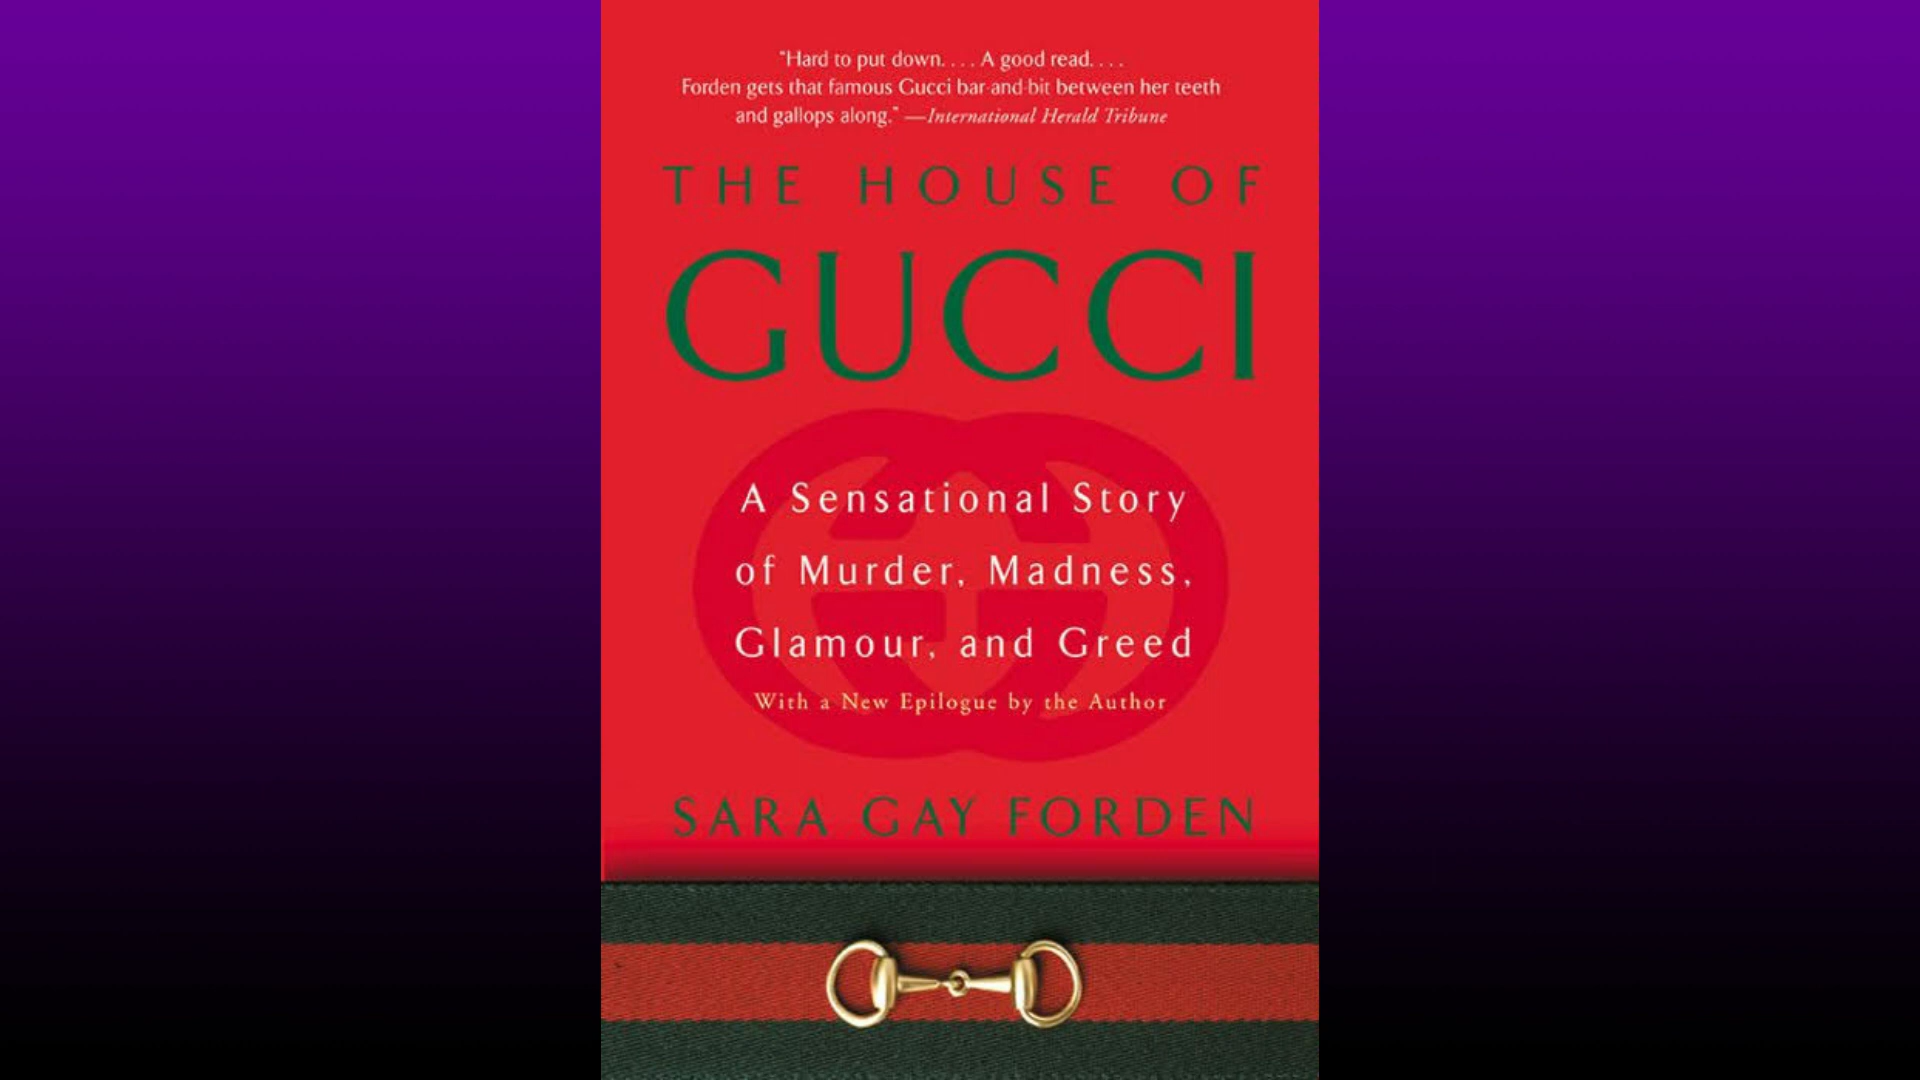 "Hard to put down. . . . A good read. . . .
Forden gets that famous Gucci bar-and-bit between her teeth
and gallops along." —International Herald Tribune
THE HOUSE OF
GUCCI
A Sensational Story
of Murder, Madness,
Glamour, and Greed
With a New Epilogue by the Author
SARA GAY FORDEN